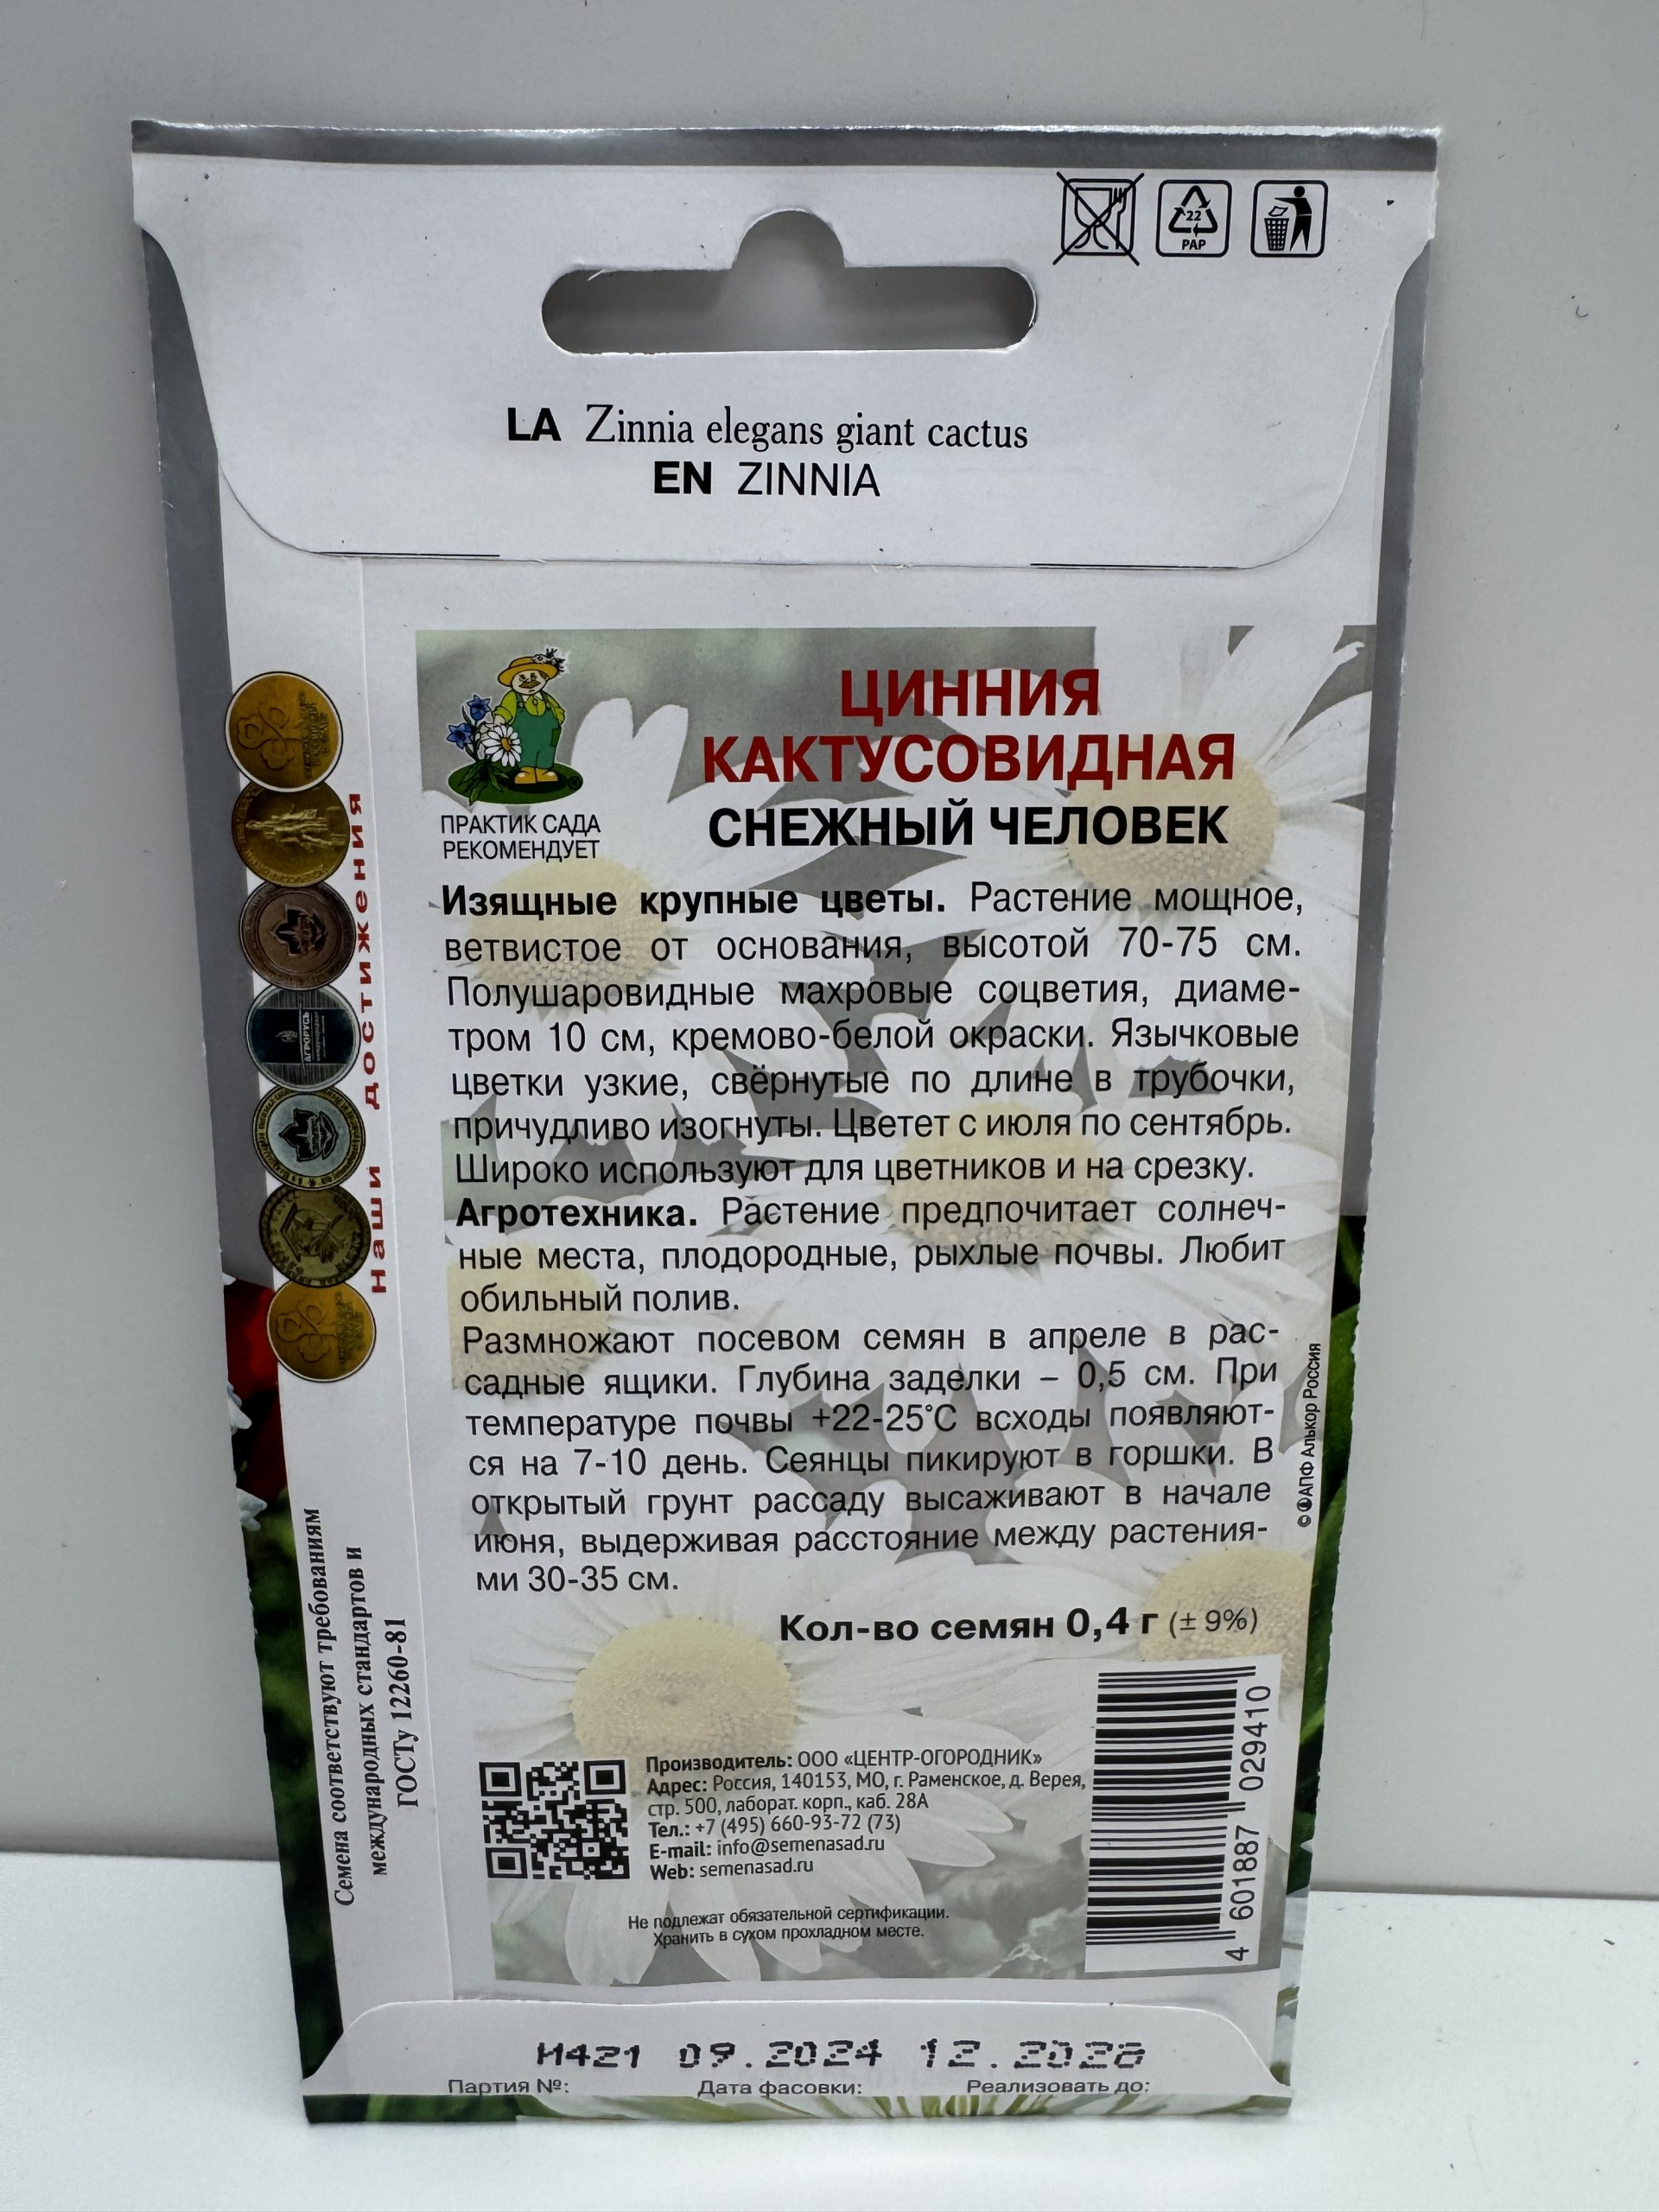 22
PAP
LA Zinnia elegans giant cactus
EN ZINNIA
ПРАКТИК САДА
РЕКОМЕНДУЕТ
ЦИННИЯ
КАКТУСОВИДНАЯ
СНЕЖНЫЙ ЧЕЛОВЕК
Изящные крупные цветы. Растение мощное,
ветвистое от основания, высотой 70-75 см.
Полушаровидные махровые соцветия, диаме-
тром 10 см, кремово-белой окраски. Язычковые
цветки узкие, свёрнутые по длине в трубочки,
причудливо изогнуты. Цветет с июля по сентябрь.
Широко используют для цветников и на срезку.
Агротехника. Растение предпочитает солнеч-
ные места, плодородные, рыхлые почвы. Любит
обильный полив.
Размножают посевом семян в апреле в рас-
садные ящики. Глубина заделки – 0,5 см. При
температуре почвы +22-25°С всходы появляют-
ся на 7-10 день. Сеянцы пикируют в горшки. В
открытый грунт рассаду высаживают в начале
июня, выдерживая расстояние между растения-
ми 30-35 см.
Кол-во семян 0,4 г (± 9%)
Производитель: ООО «ЦЕНТР-ОГОРОДНИК»
Адрес: Россия, 140153, МО, г. Раменское, д. Верея,
стр. 500, лаборат. корп., каб. 28А
Тел.: +7 (495) 660-93-72 (73)
E-mail: info@semenasad.ru
Web: semenasad.ru
Не подлежат обязательной сертификации.
Хранить в сухом прохладном месте.
4 601887 029410
© АПФ Алькор Россия
наши достижения
АГРОРУСЬ
Семена соответствуют требованиям
международных стандартов и
ГОСТу 12260-81
И421 09.2024 12.2028
Партия №: Дата фасовки: Реализовать до: